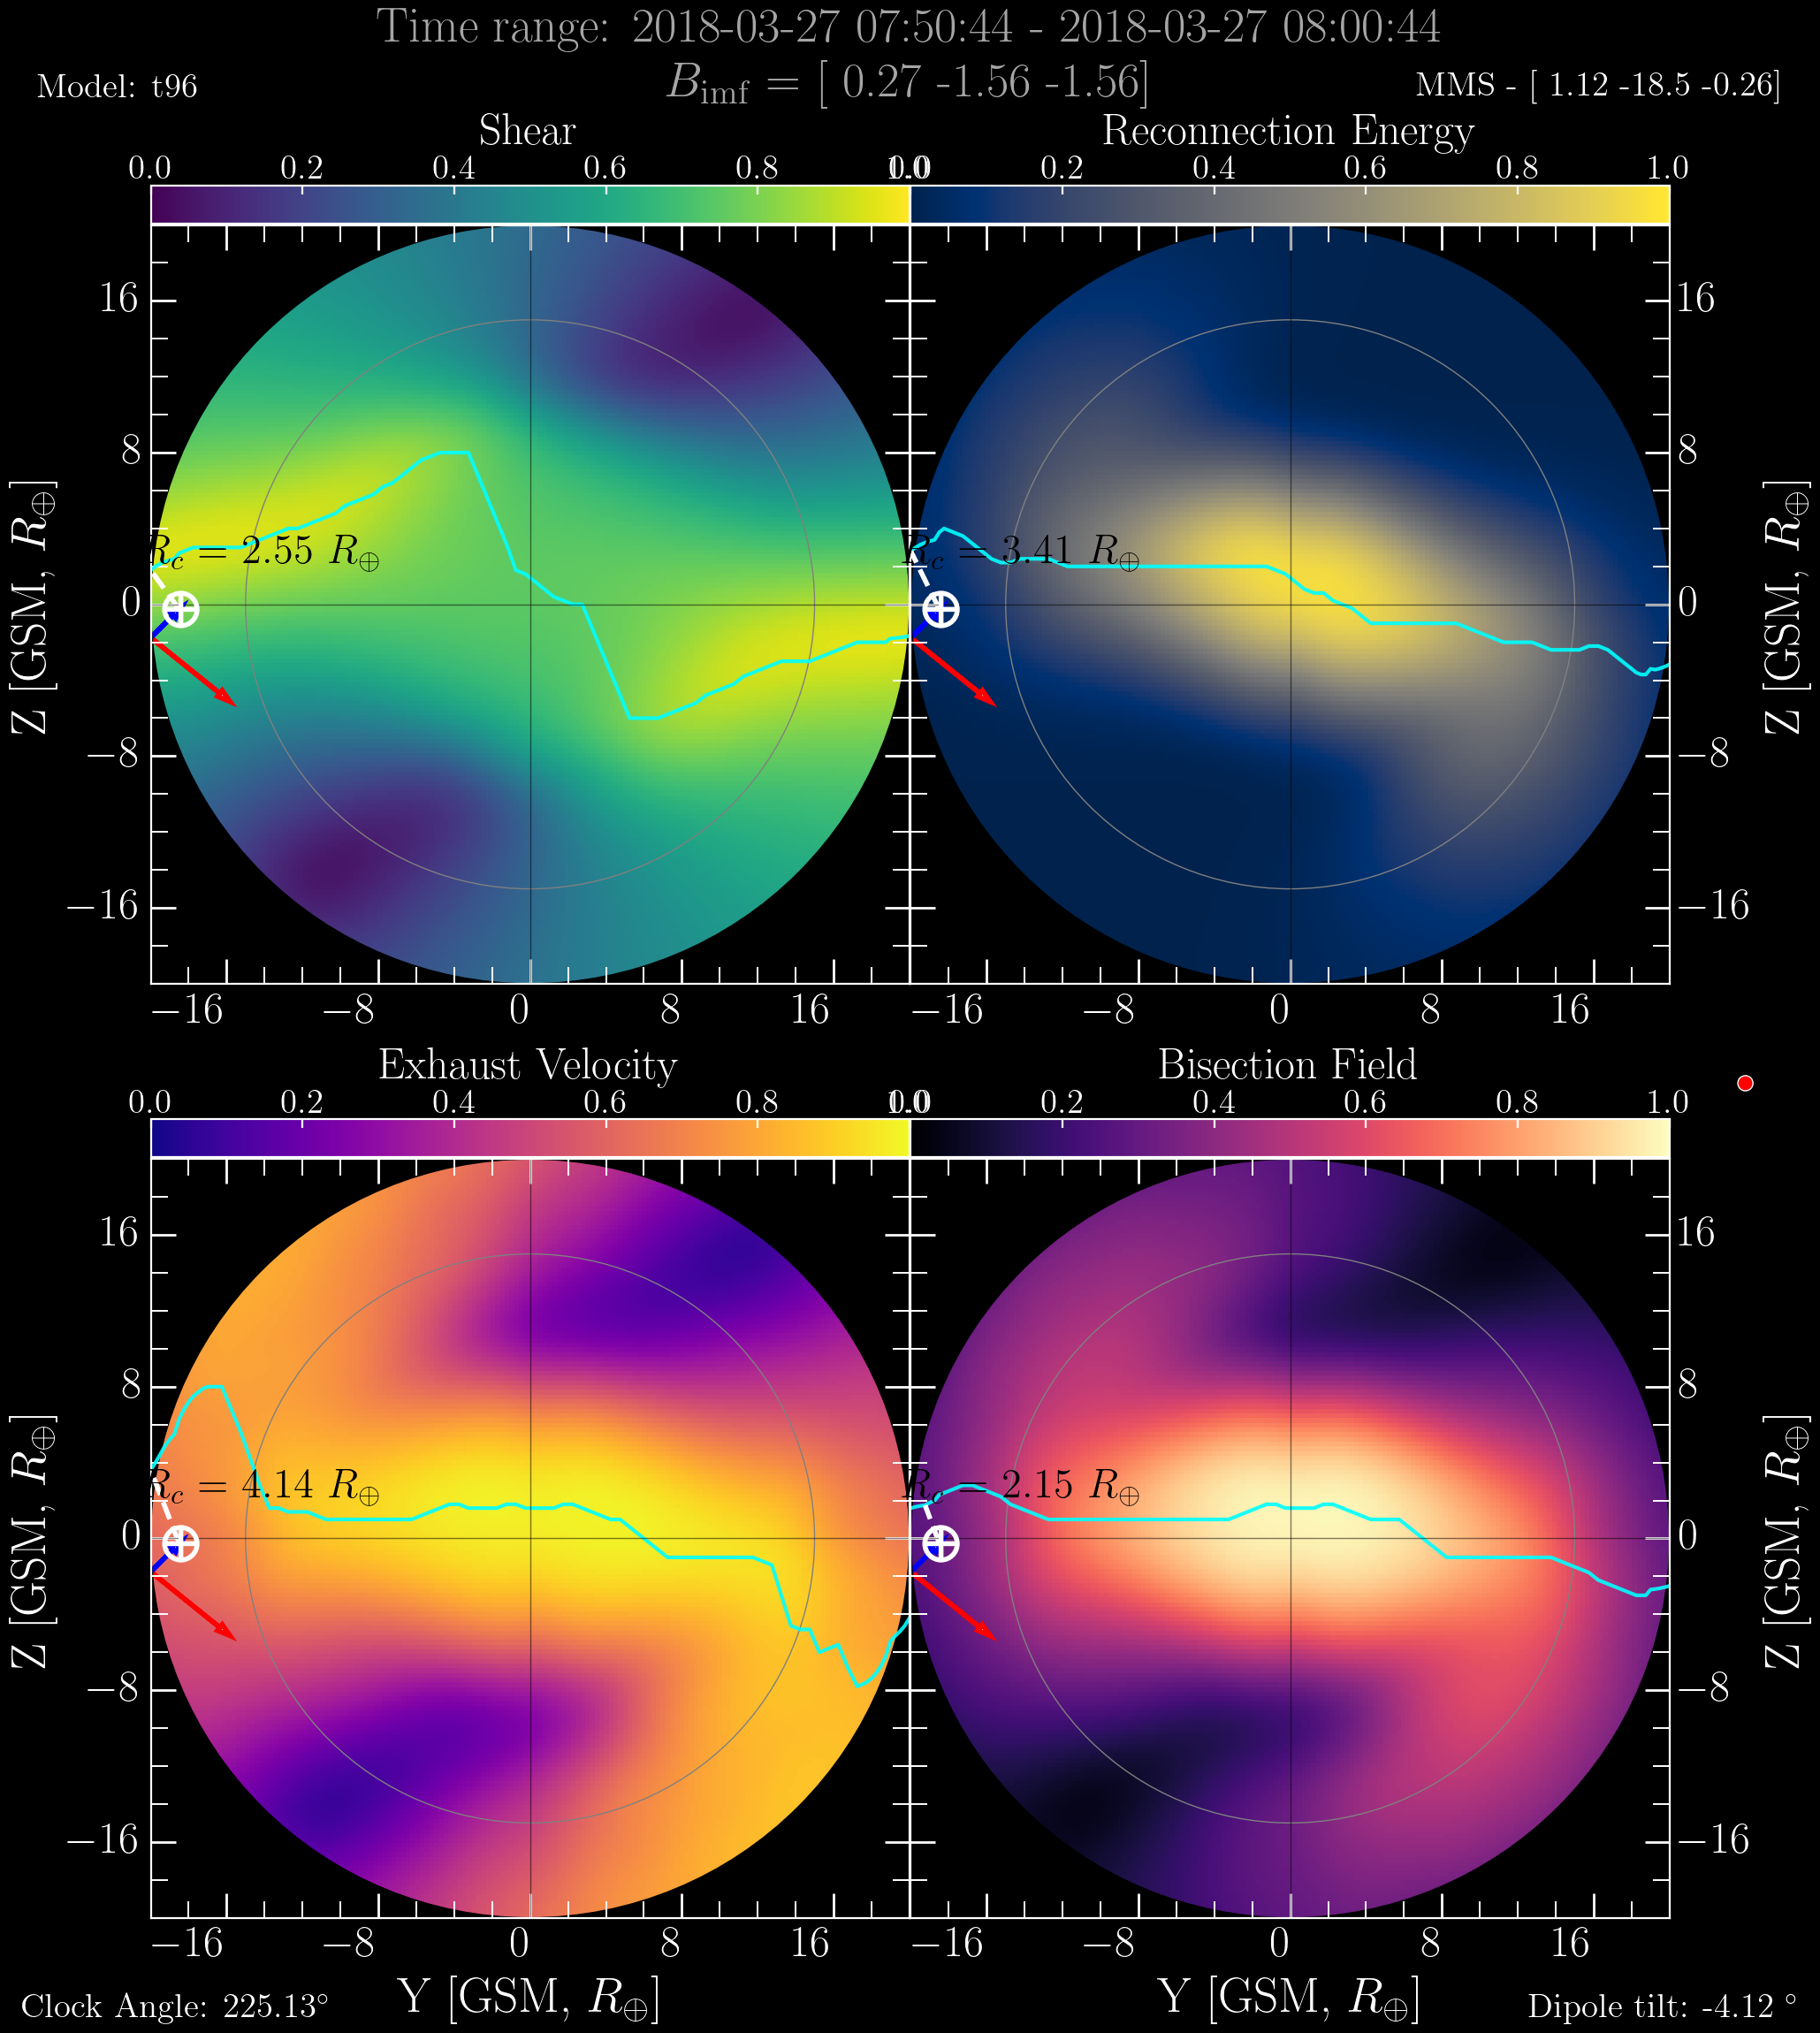 Time range: 2018-03-27 07:50:44 - 2018-03-27 08:00:44
Model: t96
B_imf = [ 0.27 -1.56 -1.56]
MMS - [ 1.12 -18.5 -0.26]
Shear
Reconnection Energy
0.0 0.2 0.4 0.6 0.8 1.0
0.0 0.2 0.4 0.6 0.8 1.0
16
8
0
−8
−16
Z [GSM, R⊕]
R_c = 2.55 R⊕
R_c = 3.41 R⊕
16
8
0
−8
−16
Z [GSM, R⊕]
−16 −8 0 8 16
−16 −8 0 8 16
Exhaust Velocity
Bisection Field
0.0 0.2 0.4 0.6 0.8 1.0
0.0 0.2 0.4 0.6 0.8 1.0
16
8
0
−8
−16
Z [GSM, R⊕]
R_c = 4.14 R⊕
R_c = 2.15 R⊕
16
8
0
−8
−16
Z [GSM, R⊕]
−16 −8 0 8 16
−16 −8 0 8 16
Y [GSM, R⊕]
Y [GSM, R⊕]
Clock Angle: 225.13°
Dipole tilt: -4.12 °